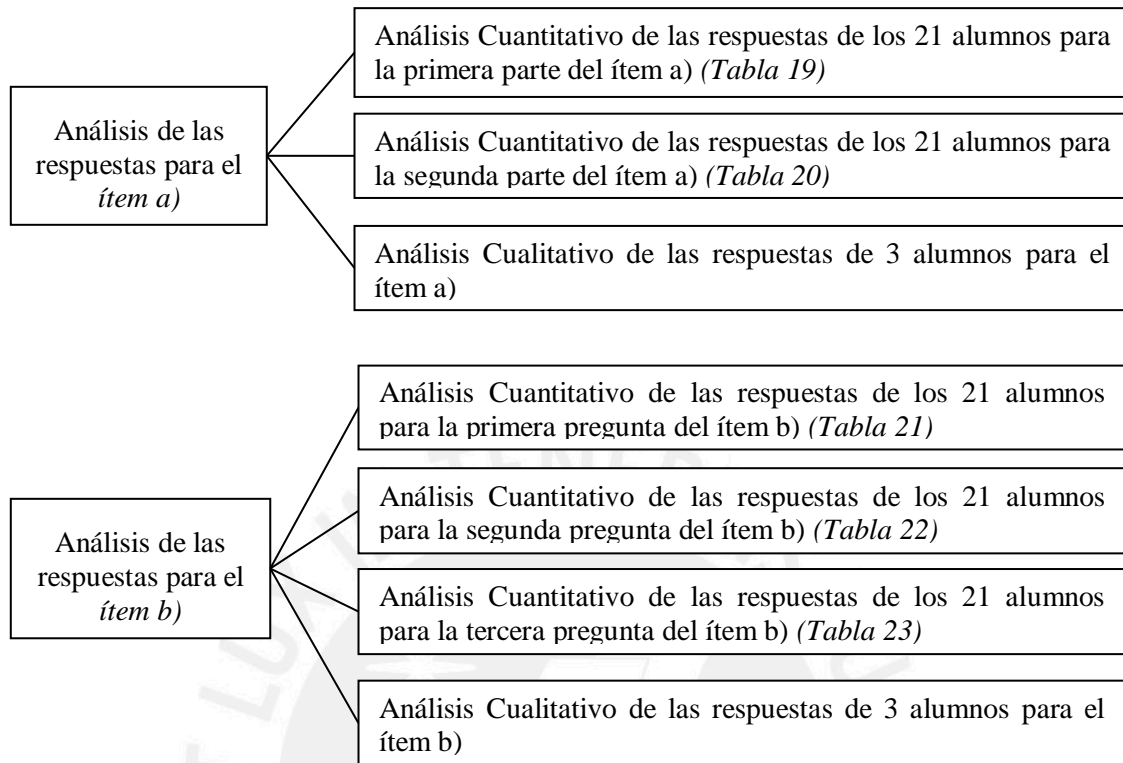 Análisis de las
respuestas para el
ítem a)
Análisis Cuantitativo de las respuestas de los 21 alumnos para
la primera parte del ítem a) (Tabla 19)
Análisis Cuantitativo de las respuestas de los 21 alumnos para
la segunda parte del ítem a) (Tabla 20)
Análisis Cualitativo de las respuestas de 3 alumnos para el
ítem a)
Análisis de las
respuestas para el
ítem b)
Análisis Cuantitativo de las respuestas de los 21 alumnos
para la primera pregunta del ítem b) (Tabla 21)
Análisis Cuantitativo de las respuestas de los 21 alumnos
para la segunda pregunta del ítem b) (Tabla 22)
Análisis Cuantitativo de las respuestas de los 21 alumnos
para la tercera pregunta del ítem b) (Tabla 23)
Análisis Cualitativo de las respuestas de 3 alumnos para el
ítem b)